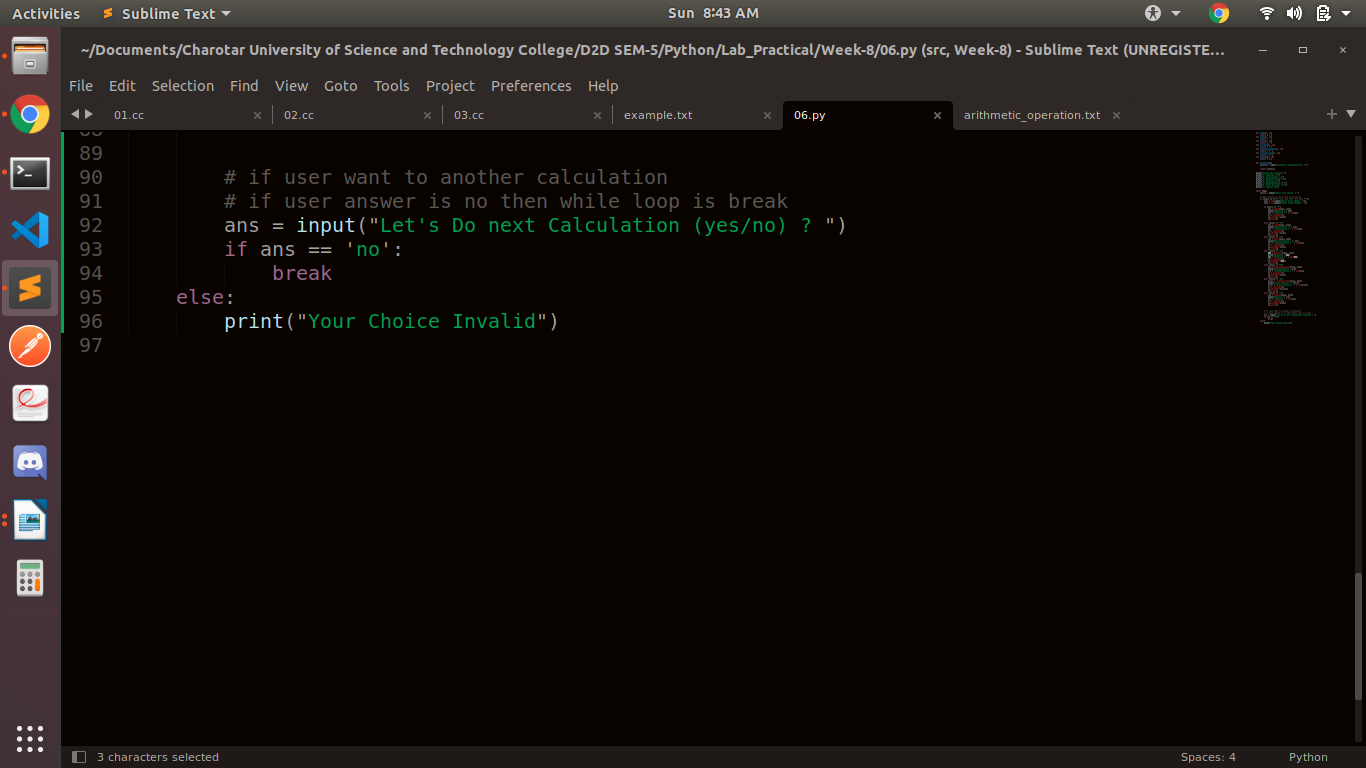 Activities Sublime Text Sun 8:43 AM
~/Documents/Charotar University of Science and Technology College/D2D SEM-5/Python/Lab_Practical/Week-8/06.py (src, Week-8) - Sublime Text (UNREGISTE...
File Edit Selection Find View Goto Tools Project Preferences Help
01.cc 02.cc 03.cc example.txt 06.py arithmetic_operation.txt
88
89
90 # if user want to another calculation
91 # if user answer is no then while loop is break
92 ans = input("Let's Do next Calculation (yes/no) ? ")
93 if ans == 'no':
94 break
95 else:
96 print("Your Choice Invalid")
97
3 characters selected Spaces: 4 Python